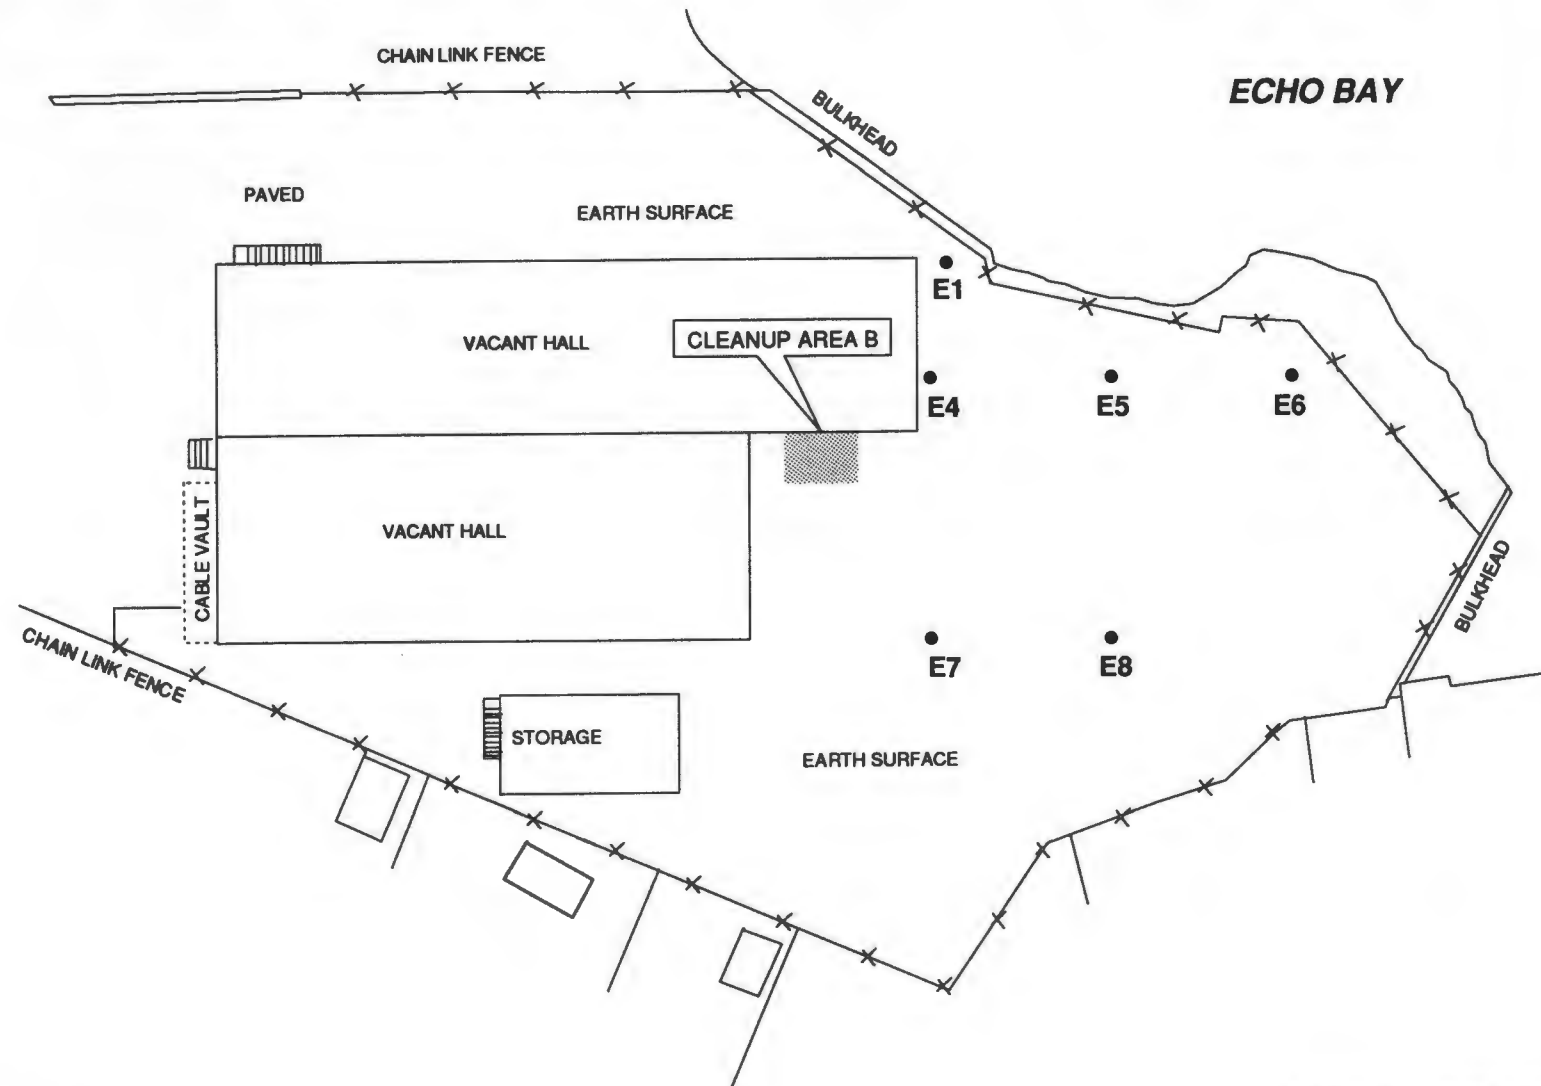 CHAIN LINK FENCE
ECHO BAY
BULKHEAD
PAVED
EARTH SURFACE
E1
VACANT HALL
CLEANUP AREA B
E4
E5
E6
CABLE VAULT
VACANT HALL
BULKHEAD
CHAIN LINK FENCE
E7
E8
STORAGE
EARTH SURFACE